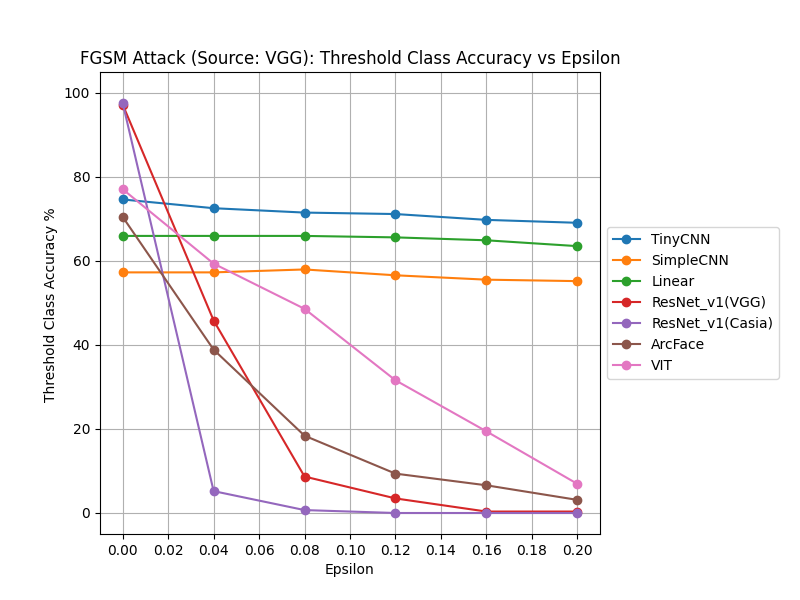 FGSM Attack (Source: VGG): Threshold Class Accuracy vs Epsilon
Threshold Class Accuracy %
100
80
60
40
20
0
0.00 0.02 0.04 0.06 0.08 0.10 0.12 0.14 0.16 0.18 0.20
Epsilon
TinyCNN
SimpleCNN
Linear
ResNet_v1(VGG)
ResNet_v1(Casia)
ArcFace
VIT